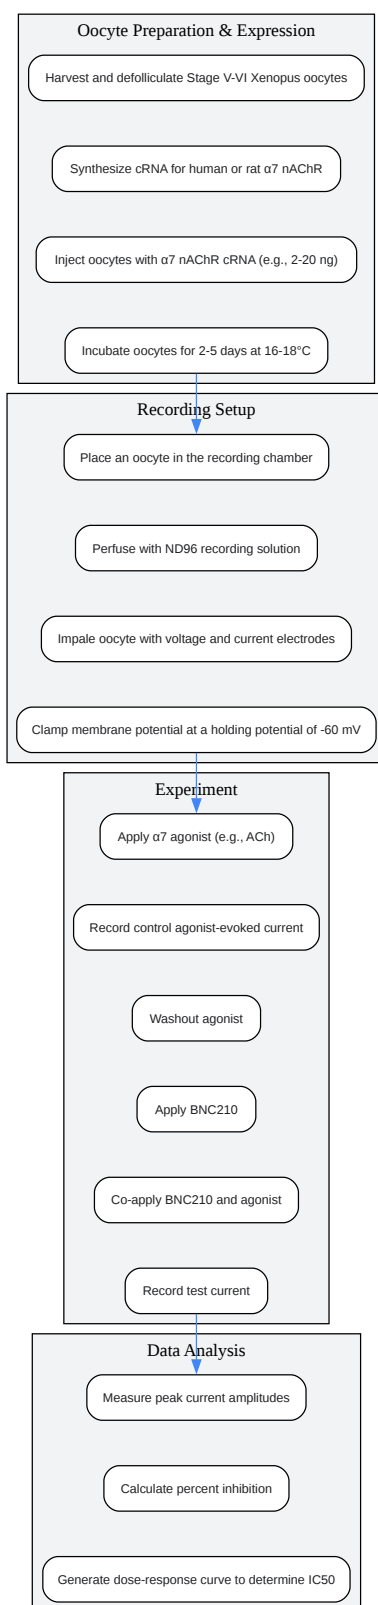 Oocyte Preparation & Expression
Harvest and defolliculate Stage V-VI Xenopus oocytes
Synthesize cRNA for human or rat α7 nAChR
Inject oocytes with α7 nAChR cRNA (e.g., 2-20 ng)
Incubate oocytes for 2-5 days at 16-18°C
Recording Setup
Place an oocyte in the recording chamber
Perfuse with ND96 recording solution
Impale oocyte with voltage and current electrodes
Clamp membrane potential at a holding potential of -60 mV
Experiment
Apply α7 agonist (e.g., ACh)
Record control agonist-evoked current
Washout agonist
Apply BNC210
Co-apply BNC210 and agonist
Record test current
Data Analysis
Measure peak current amplitudes
Calculate percent inhibition
Generate dose-response curve to determine IC50